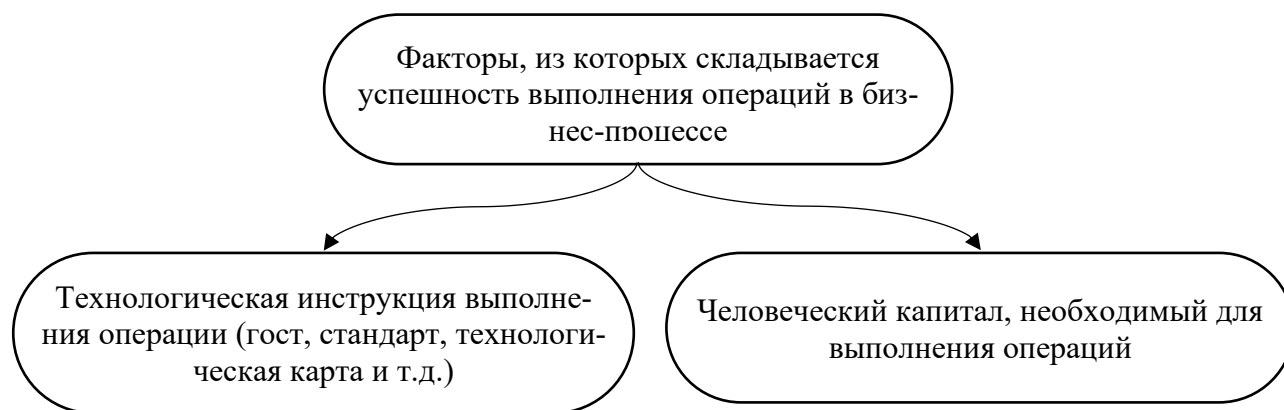 Факторы, из которых складывается
успешность выполнения операций в биз-
нес-процессе
Технологическая инструкция выполне-
ния операции (гост, стандарт, технологи-
ческая карта и т.д.)
Человеческий капитал, необходимый для
выполнения операций